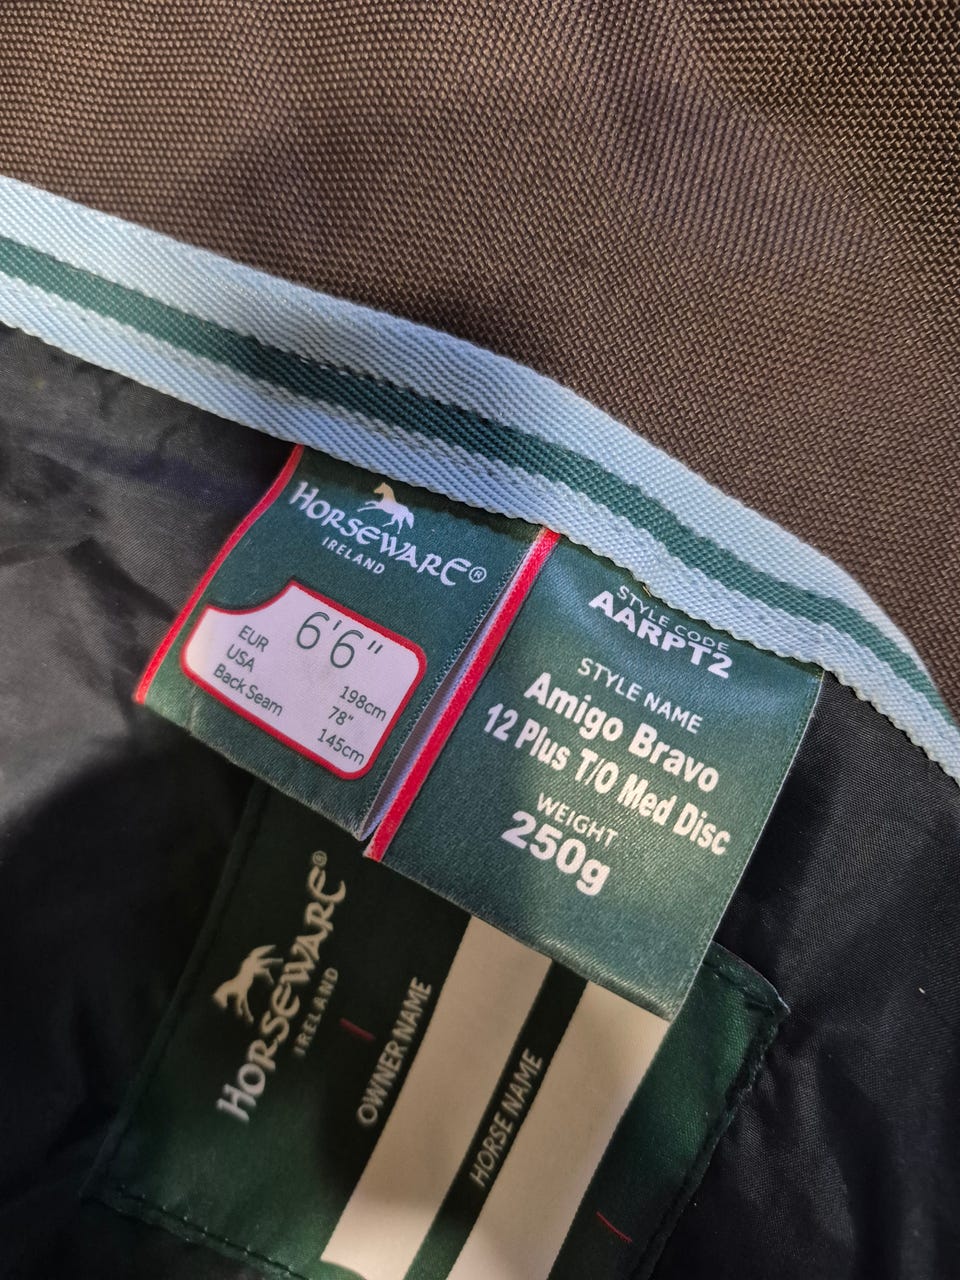 HORSEWARE®
IRELAND
6'6"
EUR 198cm
USA 78"
Back Seam 145cm
STYLE CODE
AARPT2
STYLE NAME
Amigo Bravo
12 Plus T/O Med Disc
WEIGHT
250g
HORSEWARE®
IRELAND
OWNER NAME
HORSE NAME